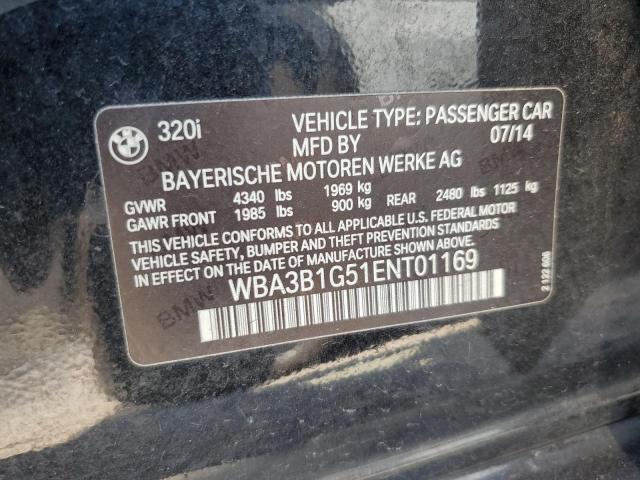 320i VEHICLE TYPE: PASSENGER CAR
MFD BY 07/14
BAYERISCHE MOTOREN WERKE AG
GVWR 4340 lbs 1969 kg
GAWR FRONT 1985 lbs 900 kg REAR 2480 lbs 1125 kg
THIS VEHICLE CONFORMS TO ALL APPLICABLE U.S. FEDERAL MOTOR
VEHICLE SAFETY, BUMPER AND THEFT PREVENTION STANDARDS
IN EFFECT ON THE DATE OF MANUFACTURE SHOWN ABOVE.
WBA3B1G51ENT01169
BMW
BMW